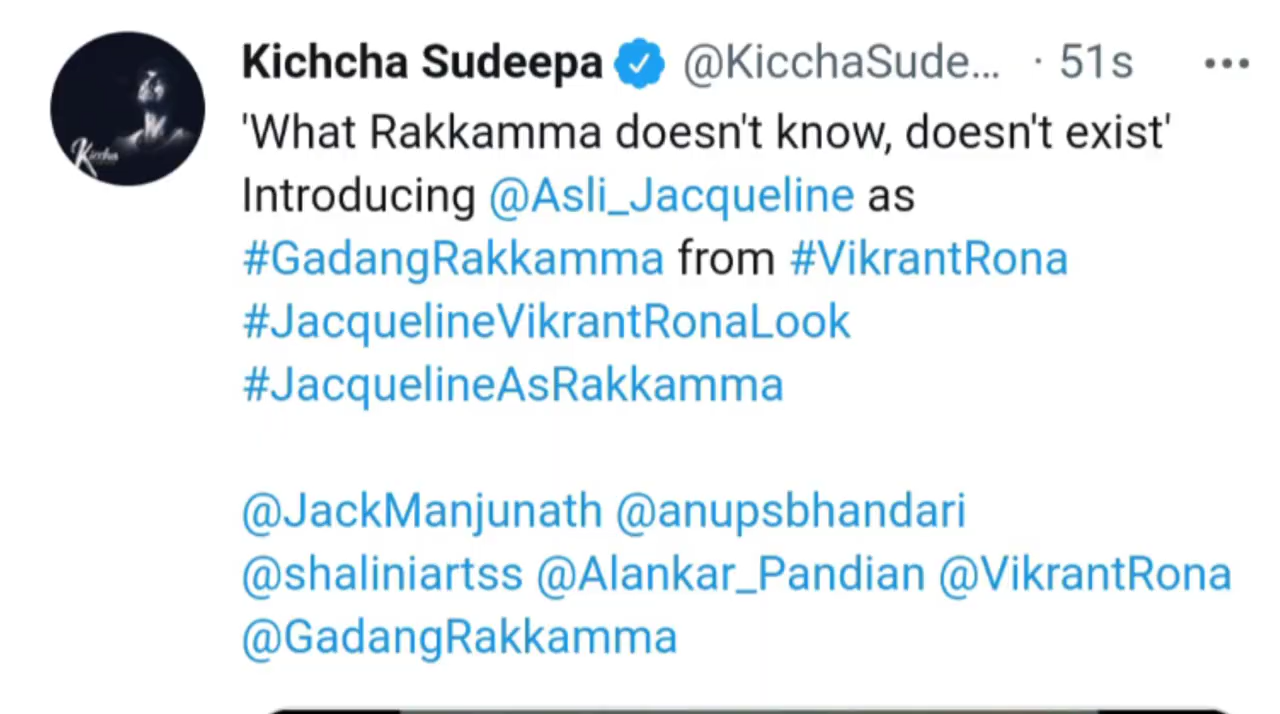 Kichcha Sudeepa @KicchaSude... · 51s
'What Rakkamma doesn't know, doesn't exist'
Introducing @Asli_Jacqueline as
#GadangRakkamma from #VikrantRona
#JacquelineVikrantRonaLook
#JacquelineAsRakkamma
@JackManjunath @anupsbhandari
@shaliniartss @Alankar_Pandian @VikrantRona
@GadangRakkamma
Kiccha